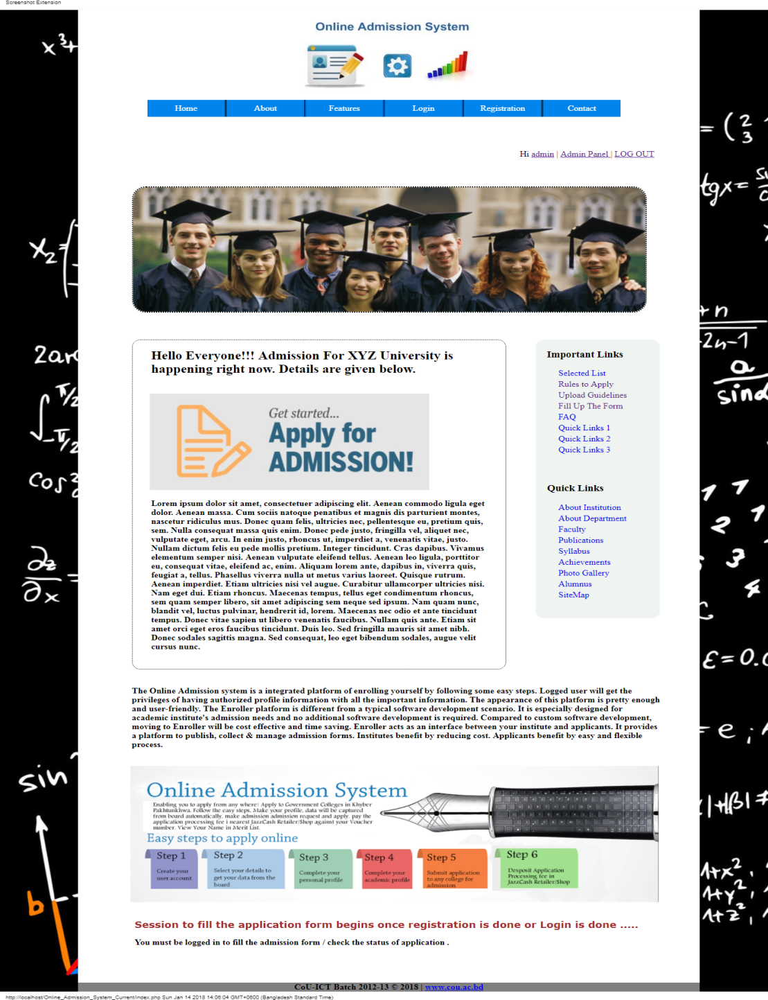 Screenshot Extension
Online Admission System
Home About Features Login Registration Contact
Hi admin | Admin Panel | LOG OUT
Hello Everyone!!! Admission For XYZ University is
happening right now. Details are given below.
Get started...
Apply for
ADMISSION!
Lorem ipsum dolor sit amet, consectetuer adipiscing elit. Aenean commodo ligula eget
dolor. Aenean massa. Cum sociis natoque penatibus et magnis dis parturient montes,
nascetur ridiculus mus. Donec quam felis, ultricies nec, pellentesque eu, pretium quis,
sem. Nulla consequat massa quis enim. Donec pede justo, fringilla vel, aliquet nec,
vulputate eget, arcu. In enim justo, rhoncus ut, imperdiet a, venenatis vitae, justo.
Nullam dictum felis eu pede mollis pretium. Integer tincidunt. Cras dapibus. Vivamus
elementum semper nisi. Aenean vulputate eleifend tellus. Aenean leo ligula, porttitor
eu, consequat vitae, eleifend ac, enim. Aliquam lorem ante, dapibus in, viverra quis,
feugiat a, tellus. Phasellus viverra nulla ut metus varius laoreet. Quisque rutrum.
Aenean imperdiet. Etiam ultricies nisi vel augue. Curabitur ullamcorper ultricies nisi.
Nam eget dui. Etiam rhoncus. Maecenas tempus, tellus eget condimentum rhoncus,
sem quam semper libero, sit amet adipiscing sem neque sed ipsum. Nam quam nunc,
blandit vel, luctus pulvinar, hendrerit id, lorem. Maecenas nec odio et ante tincidunt
tempus. Donec vitae sapien ut libero venenatis faucibus. Nullam quis ante. Etiam sit
amet orci eget eros faucibus tincidunt. Duis leo. Sed fringilla mauris sit amet nibh.
Donec sodales sagittis magna. Sed consequat, leo eget bibendum sodales, augue velit
cursus nunc.
Important Links
Selected List
Rules to Apply
Upload Guidelines
Fill Up The Form
FAQ
Quick Links 1
Quick Links 2
Quick Links 3
Quick Links
About Institution
About Department
Faculty
Publications
Syllabus
Achievements
Photo Gallery
Alumnus
SiteMap
The Online Admission system is a integrated platform of enrolling yourself by following some easy steps. Logged user will get the
privileges of having authorized profile information with all the important information. The appearance of this platform is pretty enough
and user-friendly. The Enroller platform is different from a typical software development scenario. It is especially designed for
academic institute's admission needs and no additional software development is required. Compared to custom software development,
moving to Enroller will be cost effective and time saving. Enroller acts as an interface between your institute and applicants. It provides
a platform to publish, collect & manage admission forms. Institutes benefit by reducing cost. Applicants benefit by easy and flexible
process.
Online Admission System
Enabling you to apply from any where: Apply to Government Colleges in Khyber
Pakhtunkhwa. Follow the easy steps, Make your profile, data will be captured
from board automatically, make admission admission request and apply. pay the
application processing fee i nearest JazzCash Retailer/Shop against your Voucher
number. View Your Name in Merit List.
Easy steps to apply online
Step 1
Create your
user account
Step 2
Select your details to
get your data from the
board
Step 3
Complete your
personal profile
Step 4
Complete your
academic profile
Step 5
Submit application
to any college for
admission
Step 6
Desposit Application
Processing fee in
JazzCash Retailer/Shop
Session to fill the application form begins once registration is done or Login is done .....
You must be logged in to fill the admission form / check the status of application .
CoU-ICT Batch 2012-13 © 2018 | www.cou.ac.bd
http://localhost/Online_Admission_System_Current/index.php Sun Jan 14 2018 14:06:04 GMT+0600 (Bangladesh Standard Time)